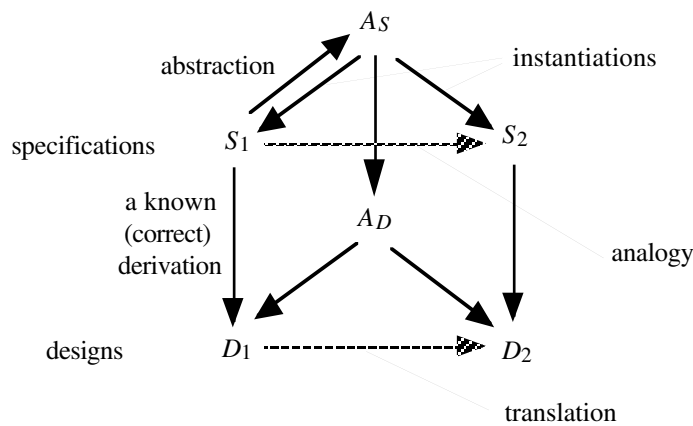 A_S
abstraction
instantiations
specifications
S_1
S_2
a known
(correct)
derivation
A_D
analogy
designs
D_1
D_2
translation